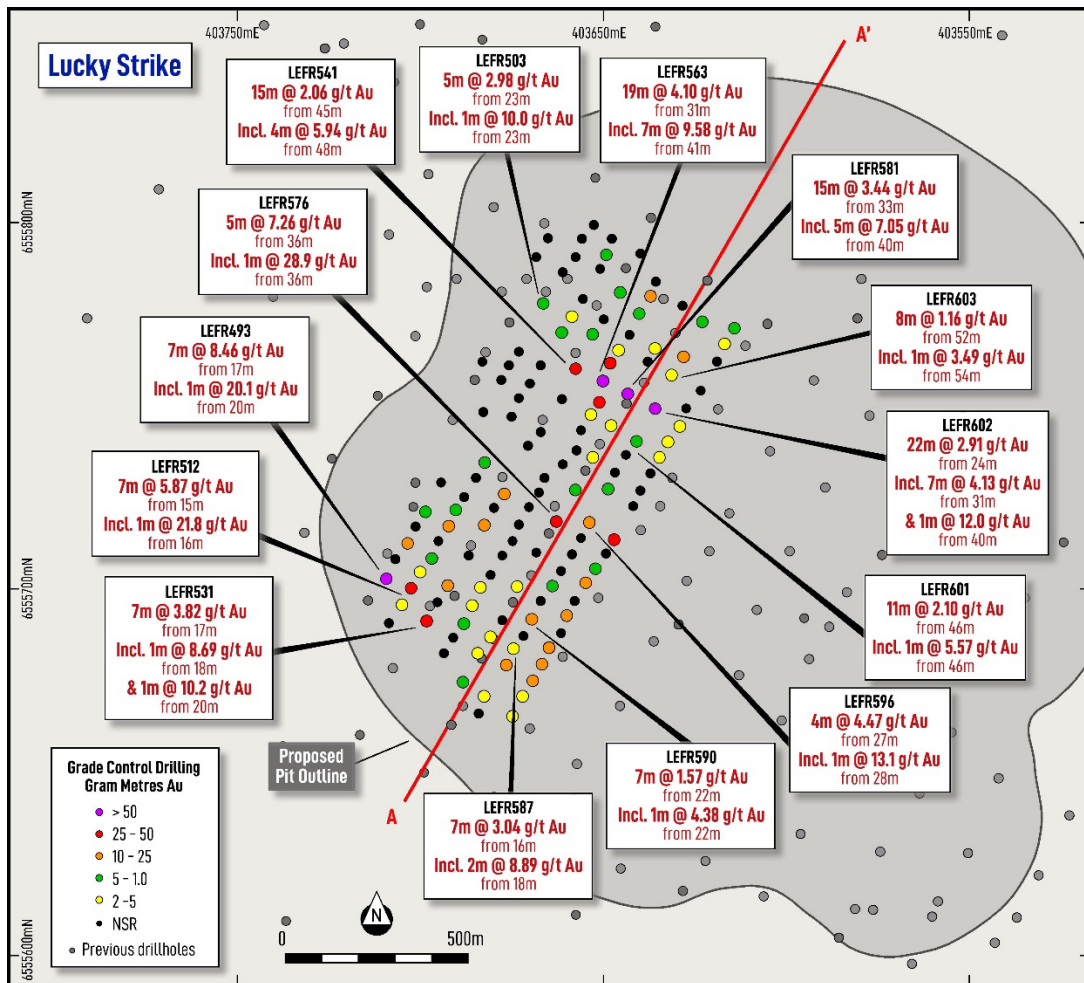 403750mE
403650mE
403550mE
A'
Lucky Strike
LEFR541
15m @ 2.06 g/t Au
from 45m
Incl. 4m @ 5.94 g/t Au
from 48m
LEFR503
5m @ 2.98 g/t Au
from 23m
Incl. 1m @ 10.0 g/t Au
from 23m
LEFR563
19m @ 4.10 g/t Au
from 31m
Incl. 7m @ 9.58 g/t Au
from 41m
LEFR581
15m @ 3.44 g/t Au
from 33m
Incl. 5m @ 7.05 g/t Au
from 40m
LEFR576
5m @ 7.26 g/t Au
from 36m
Incl. 1m @ 28.9 g/t Au
from 36m
6555800mN
LEFR603
8m @ 1.16 g/t Au
from 52m
Incl. 1m @ 3.49 g/t Au
from 54m
LEFR493
7m @ 8.46 g/t Au
from 17m
Incl. 1m @ 20.1 g/t Au
from 20m
LEFR602
22m @ 2.91 g/t Au
from 24m
Incl. 7m @ 4.13 g/t Au
from 31m
& 1m @ 12.0 g/t Au
from 40m
LEFR512
7m @ 5.87 g/t Au
from 15m
Incl. 1m @ 21.8 g/t Au
from 16m
6555700mN
LEFR531
7m @ 3.82 g/t Au
from 17m
Incl. 1m @ 8.69 g/t Au
from 18m
& 1m @ 10.2 g/t Au
from 20m
LEFR601
11m @ 2.10 g/t Au
from 46m
Incl. 1m @ 5.57 g/t Au
from 46m
LEFR596
4m @ 4.47 g/t Au
from 27m
Incl. 1m @ 13.1 g/t Au
from 28m
Proposed
Pit Outline
LEFR590
7m @ 1.57 g/t Au
from 22m
Incl. 1m @ 4.38 g/t Au
from 22m
A
LEFR587
7m @ 3.04 g/t Au
from 16m
Incl. 2m @ 8.89 g/t Au
from 18m
Grade Control Drilling
Gram Metres Au
> 50
25 - 50
10 - 25
5 - 1.0
2 -5
NSR
Previous drillholes
N
0
500m
6555600mN